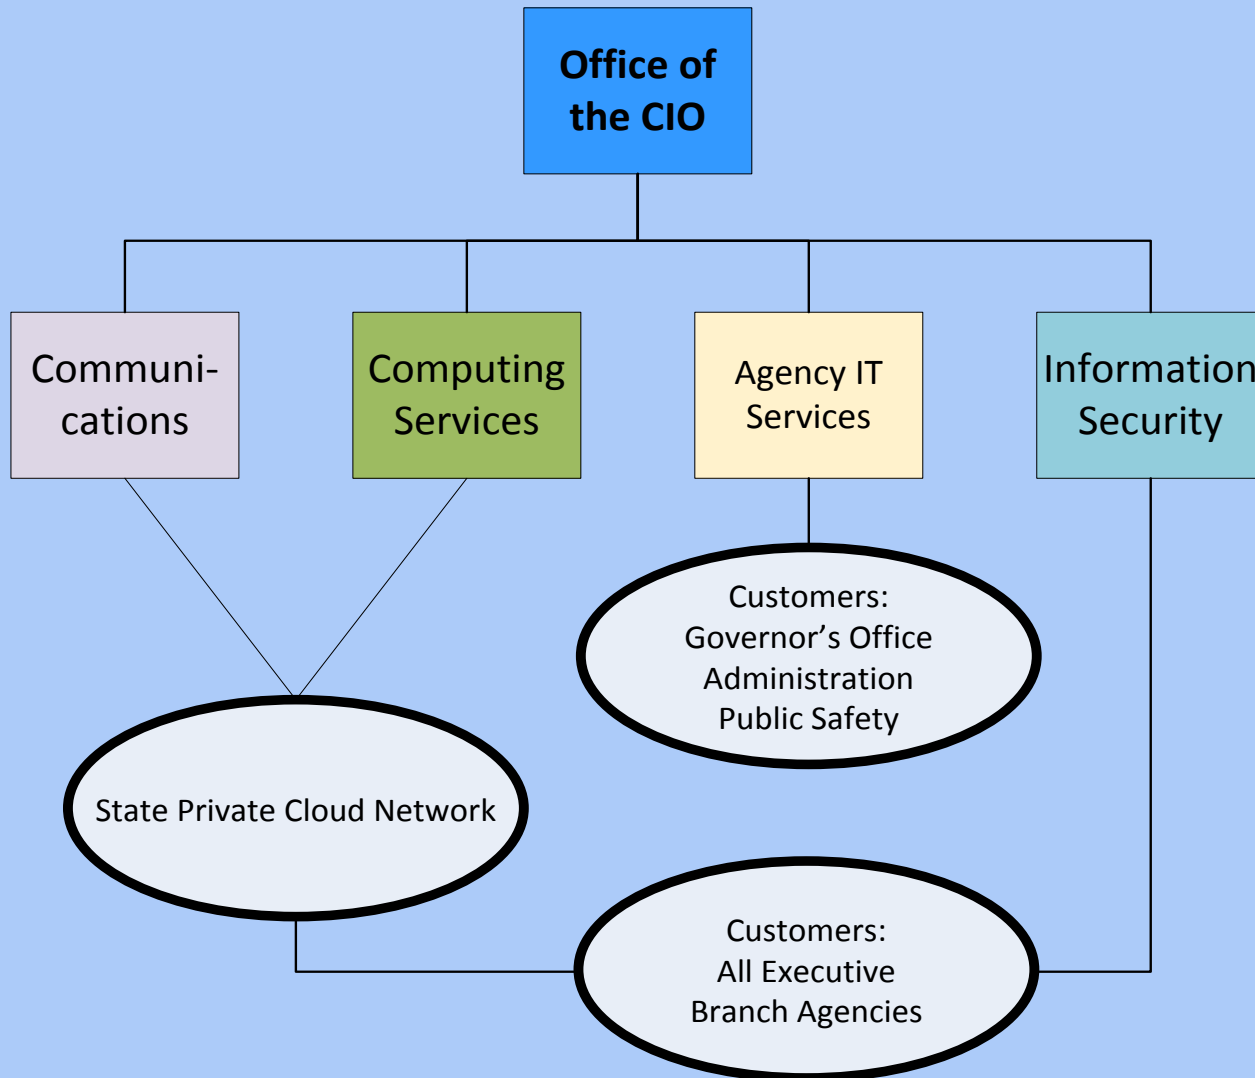 Office of
the CIO
Communi-
cations
Computing
Services
Agency IT
Services
Information
Security
Customers:
Governor’s Office
Administration
Public Safety
State Private Cloud Network
Customers:
All Executive
Branch Agencies